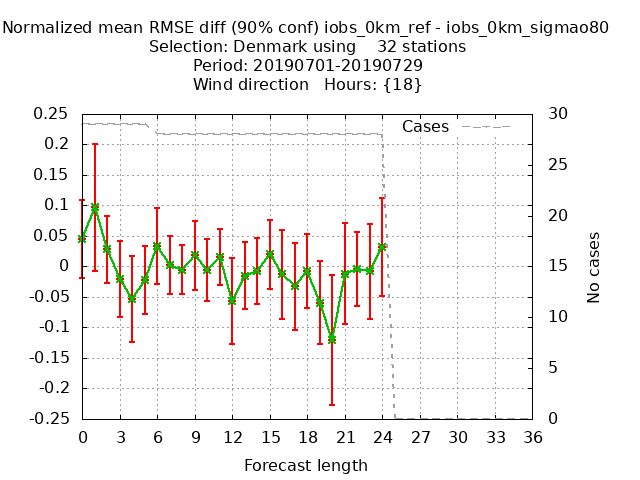 Normalized mean RMSE diff (90% conf) iobs_0km_ref - iobs_0km_sigmao80
Selection: Denmark using    32 stations
Period: 20190701-20190729
Wind direction   Hours: {18}
Cases
0.25
0.2
0.15
0.1
0.05
0
-0.05
-0.1
-0.15
-0.2
-0.25
30
25
20
15
10
5
0
No cases
0 3 6 9 12 15 18 21 24 27 30 33 36
Forecast length